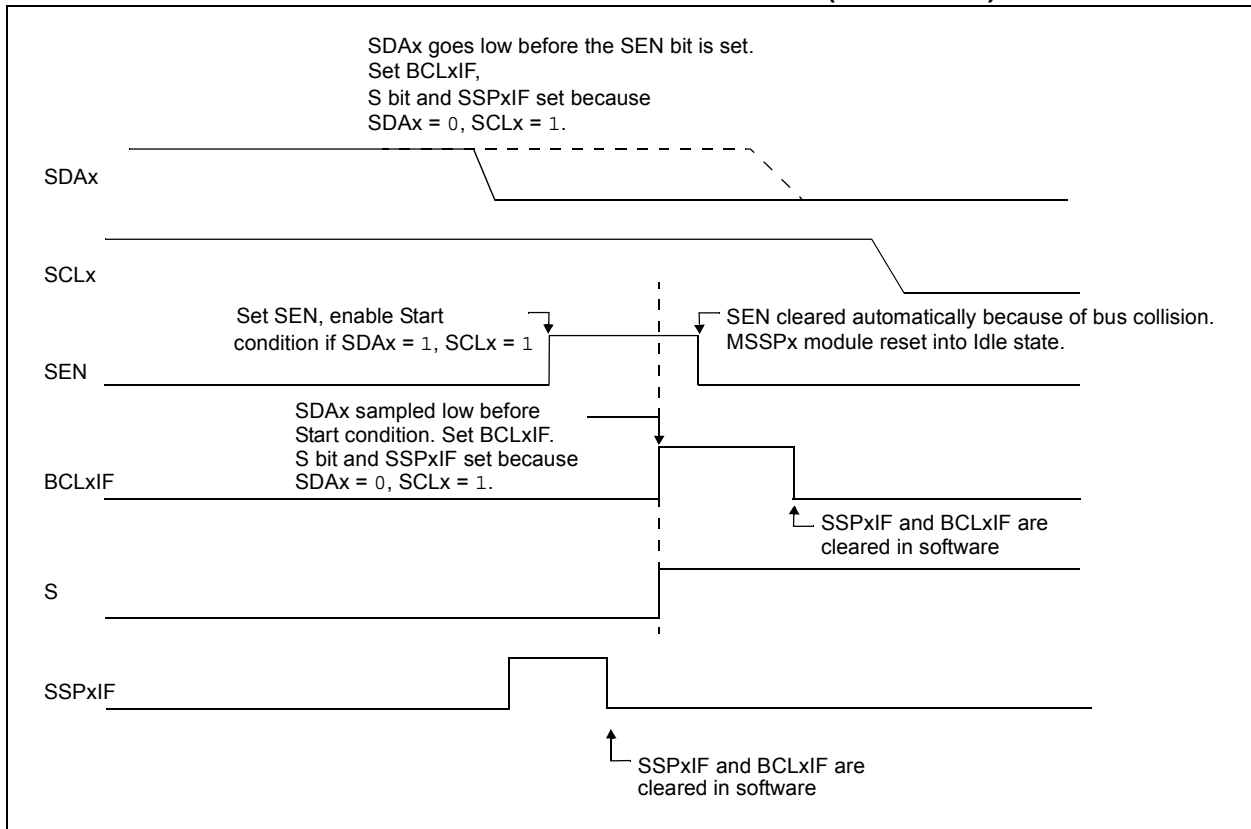 SDAx goes low before the SEN bit is set.
Set BCLxIF,
S bit and SSPxIF set because
SDAx = 0, SCLx = 1.
SDAx
SCLx
Set SEN, enable Start
condition if SDAx = 1, SCLx = 1
SEN cleared automatically because of bus collision.
MSSPx module reset into Idle state.
SEN
SDAx sampled low before
Start condition. Set BCLxIF.
S bit and SSPxIF set because
SDAx = 0, SCLx = 1.
BCLxIF
SSPxIF and BCLxIF are
cleared in software
S
SSPxIF
SSPxIF and BCLxIF are
cleared in software